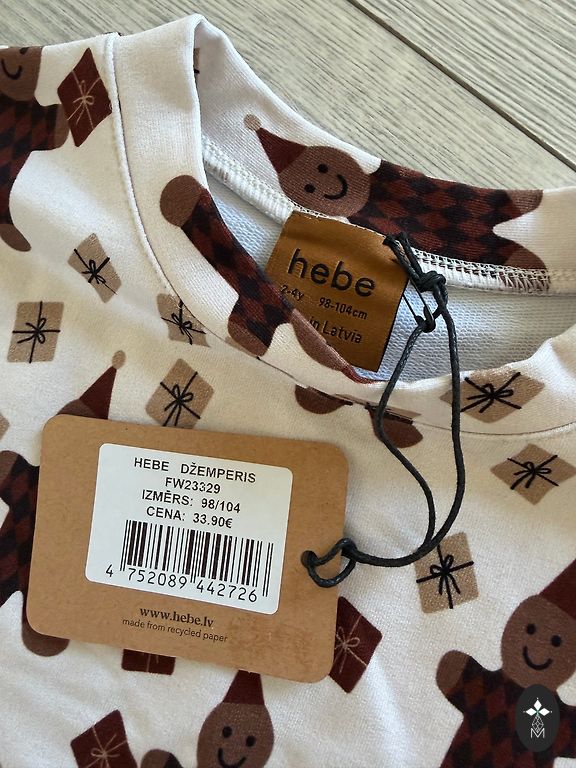 hebe
2-4y 98-104cm
in Latvia
HEBE DŽEMPERIS
FW23329
IZMĒRS: 98/104
CENA: 33.90€
4 752089 442726
www.hebe.lv
made from recycled paper
M